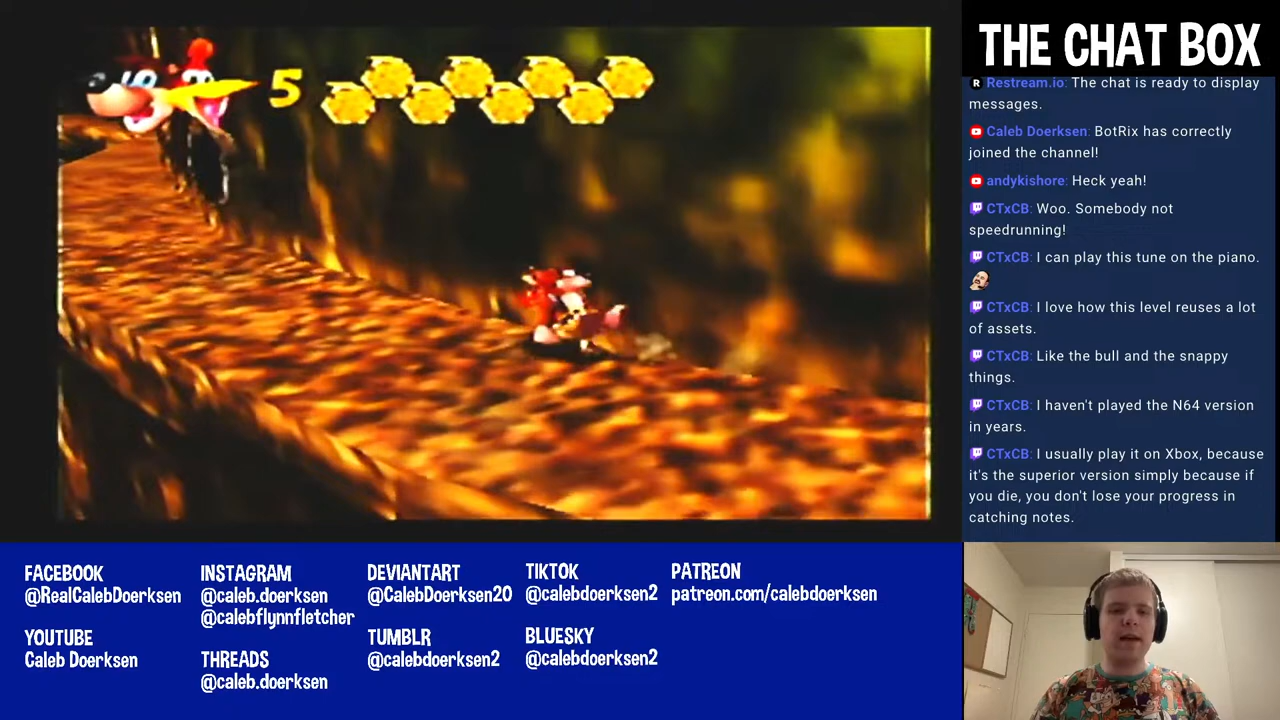 5
THE CHAT BOX
Restream.io: The chat is ready to display
messages.
Caleb Doerksen: BotRix has correctly
joined the channel!
andykishore: Heck yeah!
CTxCB: Woo. Somebody not
speedrunning!
CTxCB: I can play this tune on the piano.
CTxCB: I love how this level reuses a lot
of assets.
CTxCB: Like the bull and the snappy
things.
CTxCB: I haven't played the N64 version
in years.
CTxCB: I usually play it on Xbox, because
it's the superior version simply because if
you die, you don't lose your progress in
catching notes.
FACEBOOK
@RealCalebDoerksen
YOUTUBE
Caleb Doerksen
INSTAGRAM
@caleb.doerksen
@calebflynnfletcher
THREADS
@caleb.doerksen
DEVIANTART
@CalebDoerksen20
TUMBLR
@calebdoerksen2
TIKTOK
@calebdoerksen2
BLUESKY
@calebdoerksen2
PATREON
patreon.com/calebdoerksen